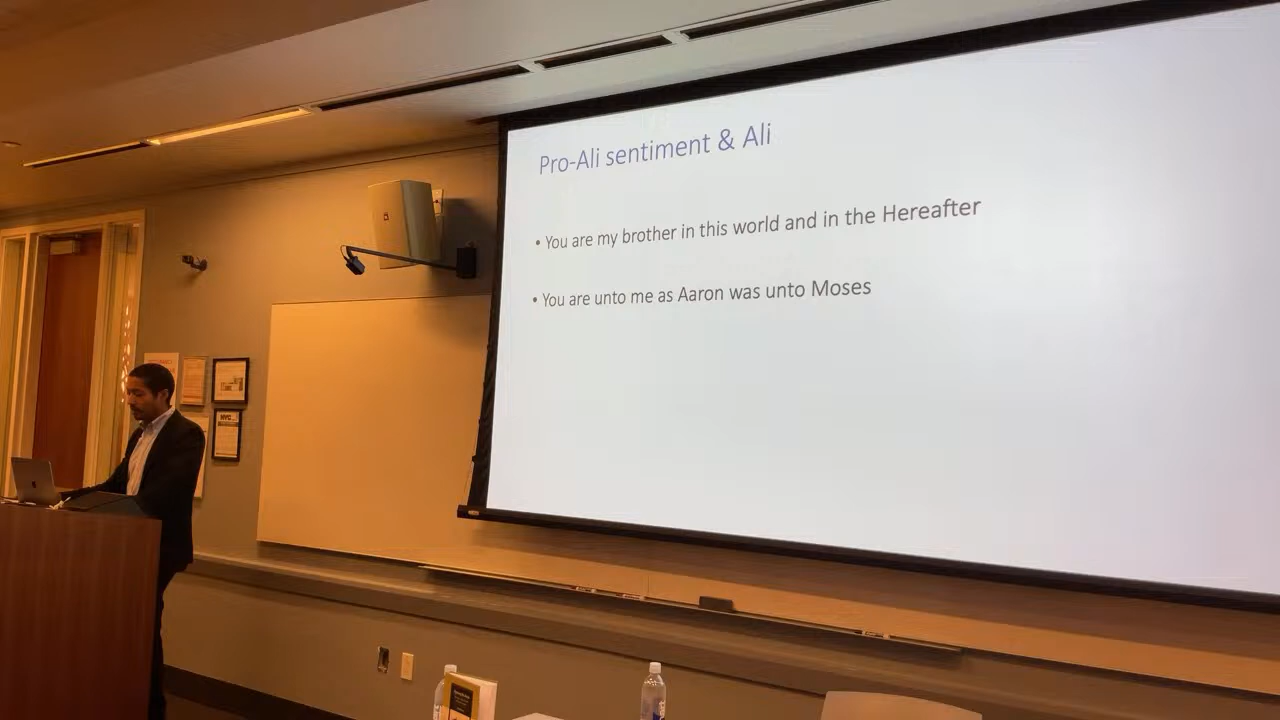 Pro-Ali sentiment & Ali
• You are my brother in this world and in the Hereafter
• You are unto me as Aaron was unto Moses
NYC